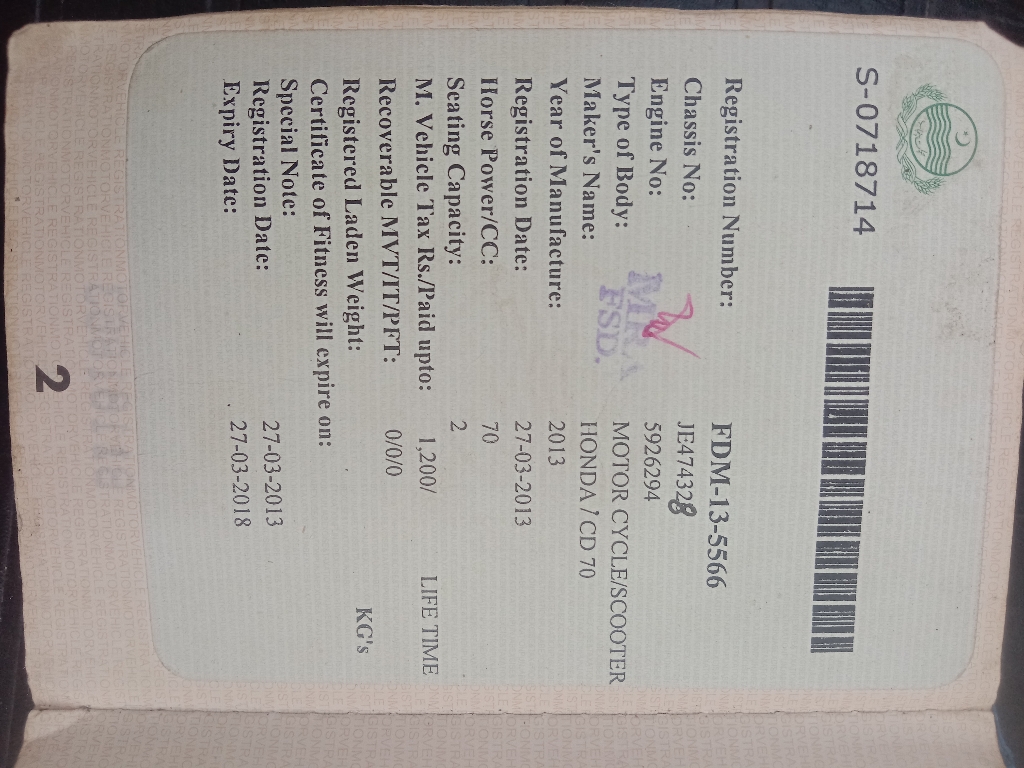 S-0718714
Registration Number: FDM-13-5566
Chassis No: JE474328
Engine No: 5926294
Type of Body: MOTOR CYCLE/SCOOTER
Maker's Name: HONDA / CD 70
Year of Manufacture: 2013
Registration Date: 27-03-2013
Horse Power/CC: 70
Seating Capacity: 2
M. Vehicle Tax Rs./Paid upto: 1,200/ LIFE TIME
Recoverable MVT/IT/PFT: 0/0/0
Registered Laden Weight: KG's
Certificate of Fitness will expire on:
Special Note:
Registration Date: 27-03-2013
Expiry Date: 27-03-2018
FSD.
2